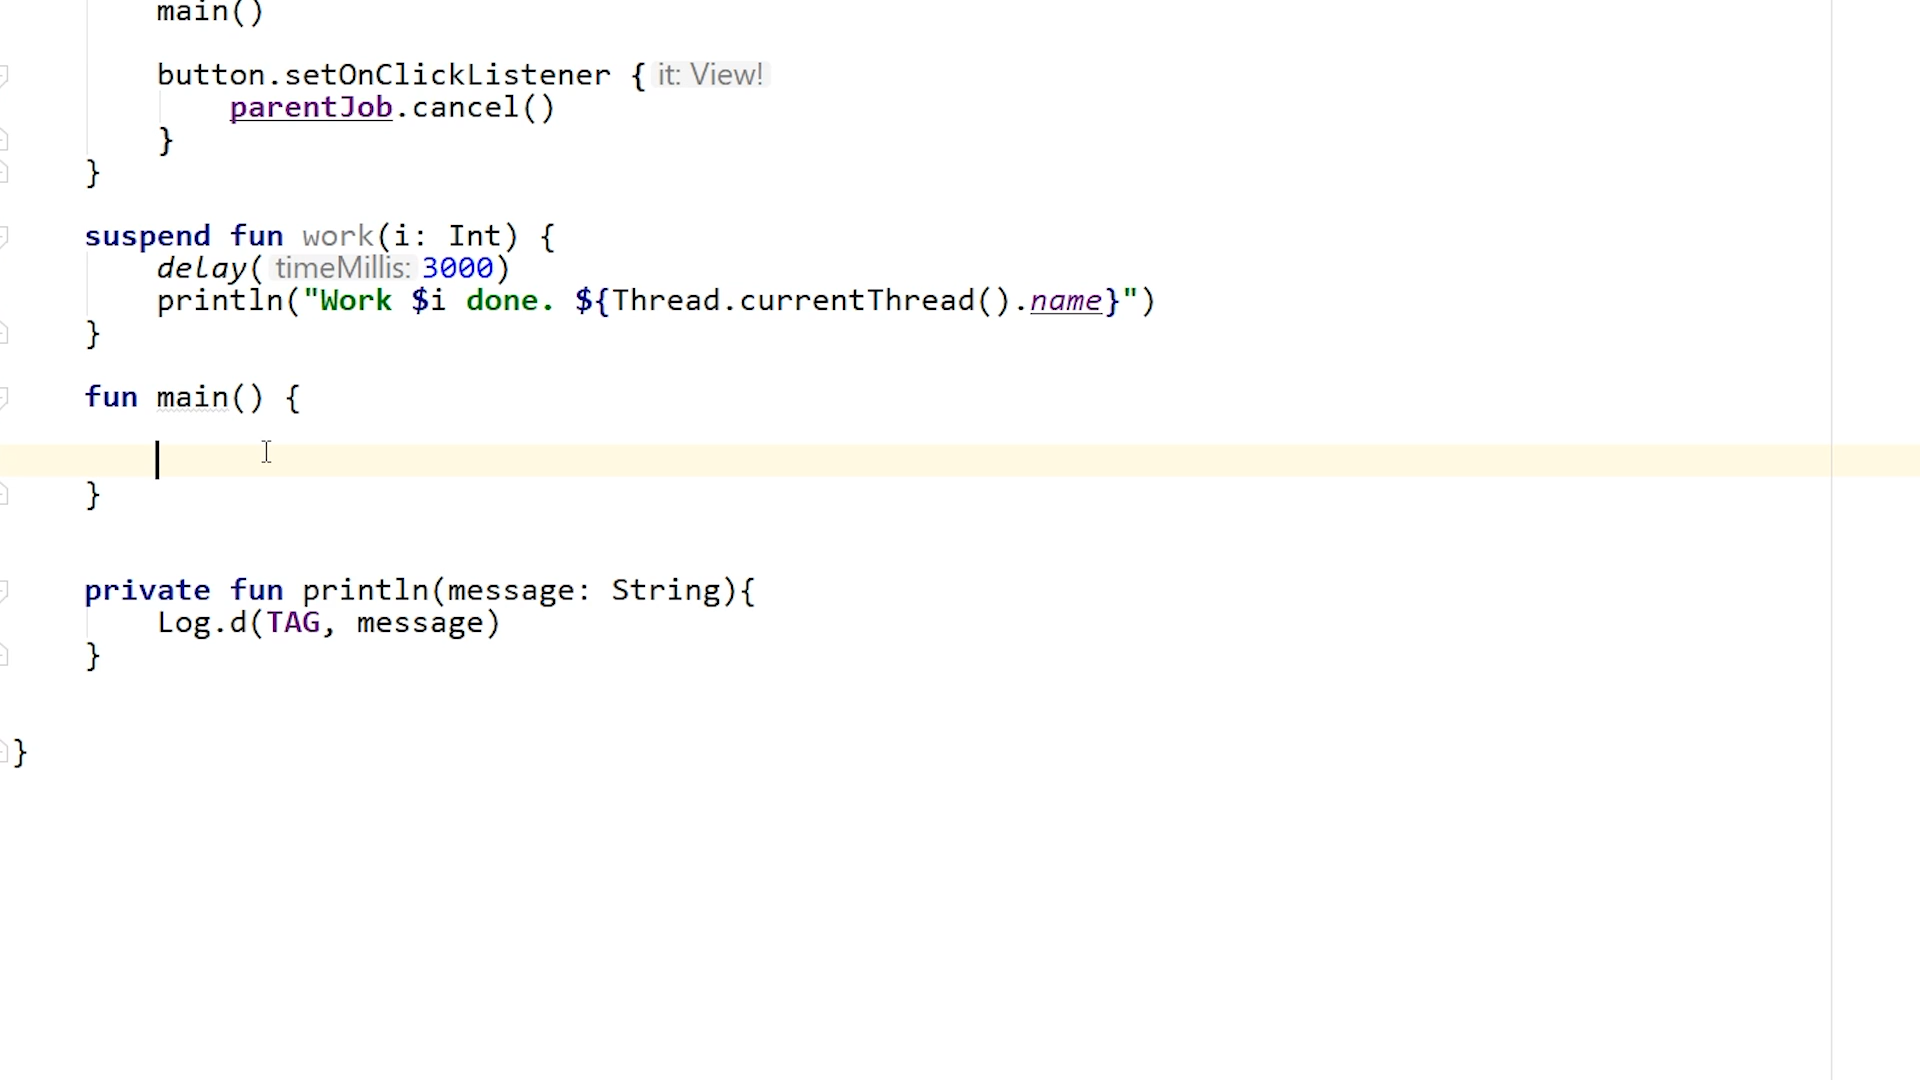 main()
button.setOnClickListener { it: View!
parentJob.cancel()
}
}
suspend fun work(i: Int) {
delay( timeMillis: 3000)
println("Work $i done. ${Thread.currentThread().name}")
}
fun main() {
}
private fun println(message: String){
Log.d(TAG, message)
}
}